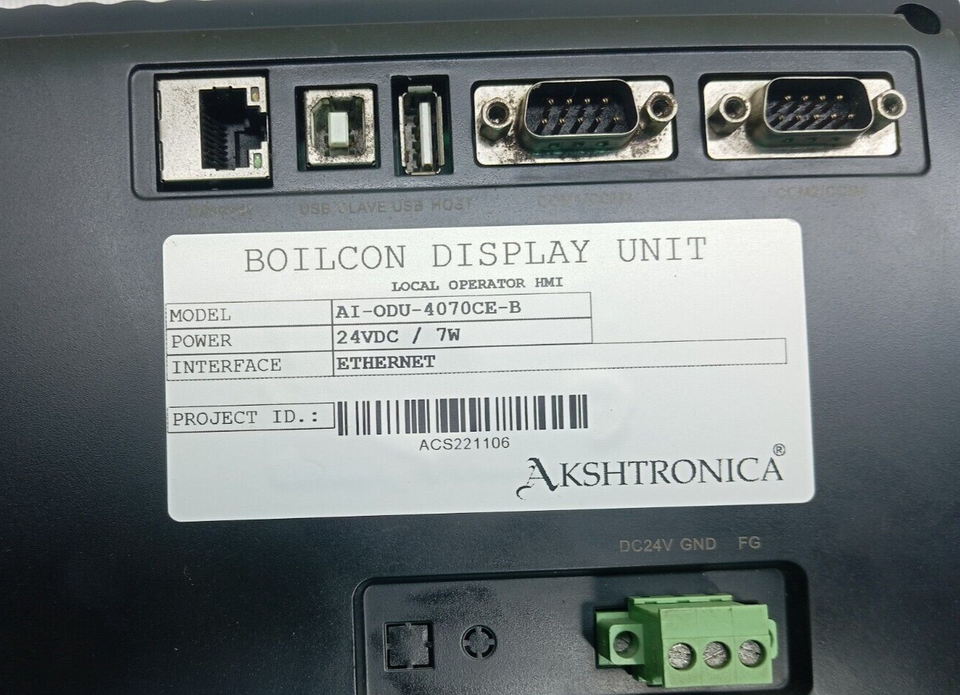 USB SLAVE USB HOST
BOILCON DISPLAY UNIT
LOCAL OPERATOR HMI
MODEL AI-ODU-4070CE-B
POWER 24VDC / 7W
INTERFACE ETHERNET
PROJECT ID.:
ACS221106
AKSHTRONICA®
DC24V GND FG